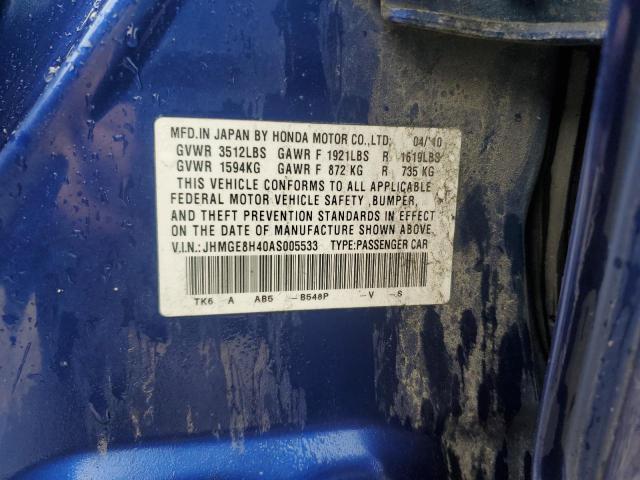 MFD.IN JAPAN BY HONDA MOTOR CO.,LTD. 04/'10
GVWR 3512LBS GAWR F 1921LBS R 1619LBS
GVWR 1594KG GAWR F 872 KG R 735 KG
THIS VEHICLE CONFORMS TO ALL APPLICABLE
FEDERAL MOTOR VEHICLE SAFETY ,BUMPER,
AND THEFT PREVENTION STANDARDS IN EFFECT
ON THE DATE OF MANUFACTURE SHOWN ABOVE.
V.I.N.: JHMGE8H40AS005533 TYPE:PASSENGER CAR
TK6 A AB5 –B548P –V –S